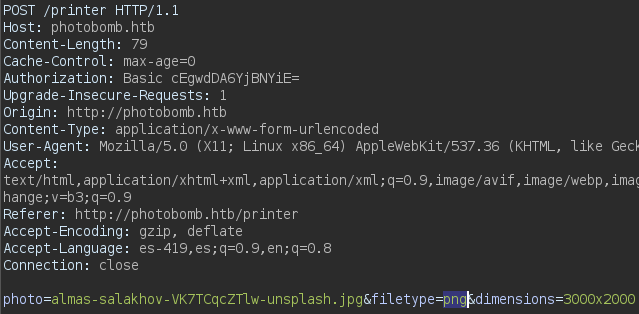 POST /printer HTTP/1.1
Host: photobomb.htb
Content-Length: 79
Cache-Control: max-age=0
Authorization: Basic cEgwdDA6YjBNYiE=
Upgrade-Insecure-Requests: 1
Origin: http://photobomb.htb
Content-Type: application/x-www-form-urlencoded
User-Agent: Mozilla/5.0 (X11; Linux x86_64) AppleWebKit/537.36 (KHTML, like Geck
Accept:
text/html,application/xhtml+xml,application/xml;q=0.9,image/avif,image/webp,imag
hange;v=b3;q=0.9
Referer: http://photobomb.htb/printer
Accept-Encoding: gzip, deflate
Accept-Language: es-419,es;q=0.9,en;q=0.8
Connection: close
photo=almas-salakhov-VK7TCqcZTlw-unsplash.jpg&filetype=png&dimensions=3000x2000